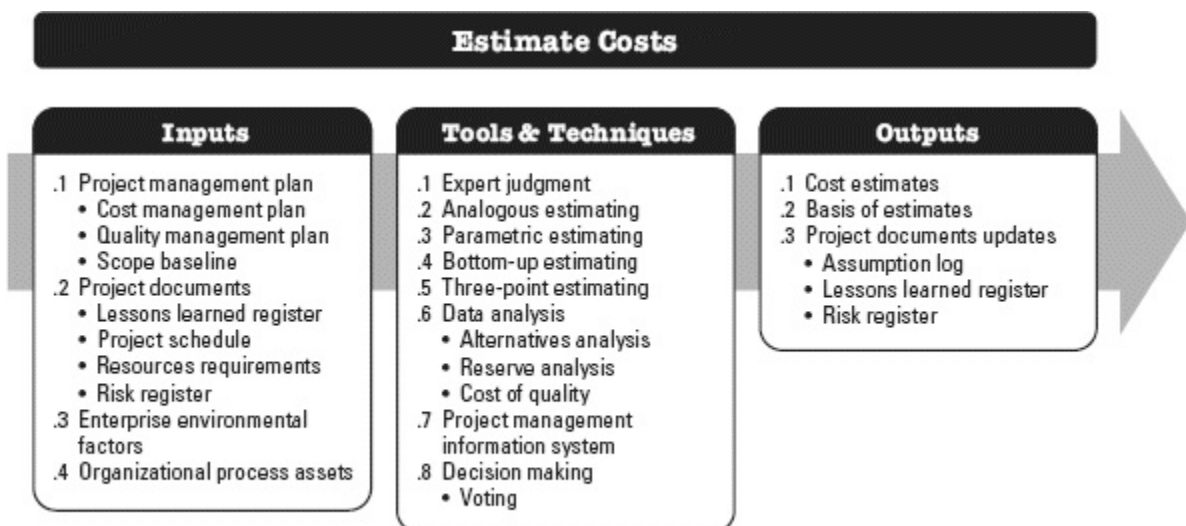 Estimate Costs
Inputs
.1 Project management plan
• Cost management plan
• Quality management plan
• Scope baseline
.2 Project documents
• Lessons learned register
• Project schedule
• Resources requirements
• Risk register
.3 Enterprise environmental
factors
.4 Organizational process assets
Tools & Techniques
.1 Expert judgment
.2 Analogous estimating
.3 Parametric estimating
.4 Bottom-up estimating
.5 Three-point estimating
.6 Data analysis
• Alternatives analysis
• Reserve analysis
• Cost of quality
.7 Project management
information system
.8 Decision making
• Voting
Outputs
.1 Cost estimates
.2 Basis of estimates
.3 Project documents updates
• Assumption log
• Lessons learned register
• Risk register